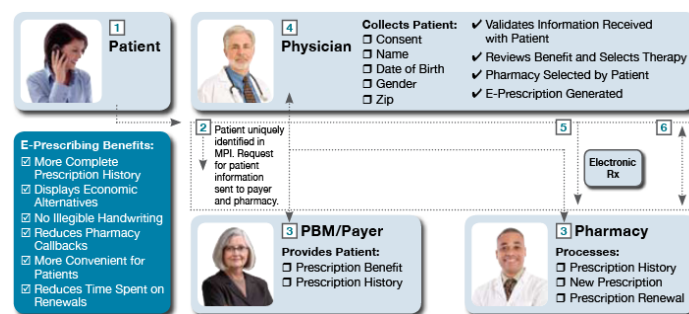 1
Patient
4
Physician
Collects Patient:
❒ Consent
❒ Name
❒ Date of Birth
❒ Gender
❒ Zip
✔ Validates Information Received
with Patient
✔ Reviews Benefit and Selects Therapy
✔ Pharmacy Selected by Patient
✔ E-Prescription Generated
E-Prescribing Benefits:
☑ More Complete
Prescription History
☑ Displays Economic
Alternatives
☑ No Illegible Handwriting
☑ Reduces Pharmacy
Callbacks
☑ More Convenient for
Patients
☑ Reduces Time Spent on
Renewals
2
Patient uniquely
identified in
MPI. Request
for patient
information
sent to payer
and pharmacy.
5
6
Electronic
Rx
3
PBM/Payer
Provides Patient:
❒ Prescription Benefit
❒ Prescription History
3
Pharmacy
Processes:
❒ Prescription History
❒ New Prescription
❒ Prescription Renewal